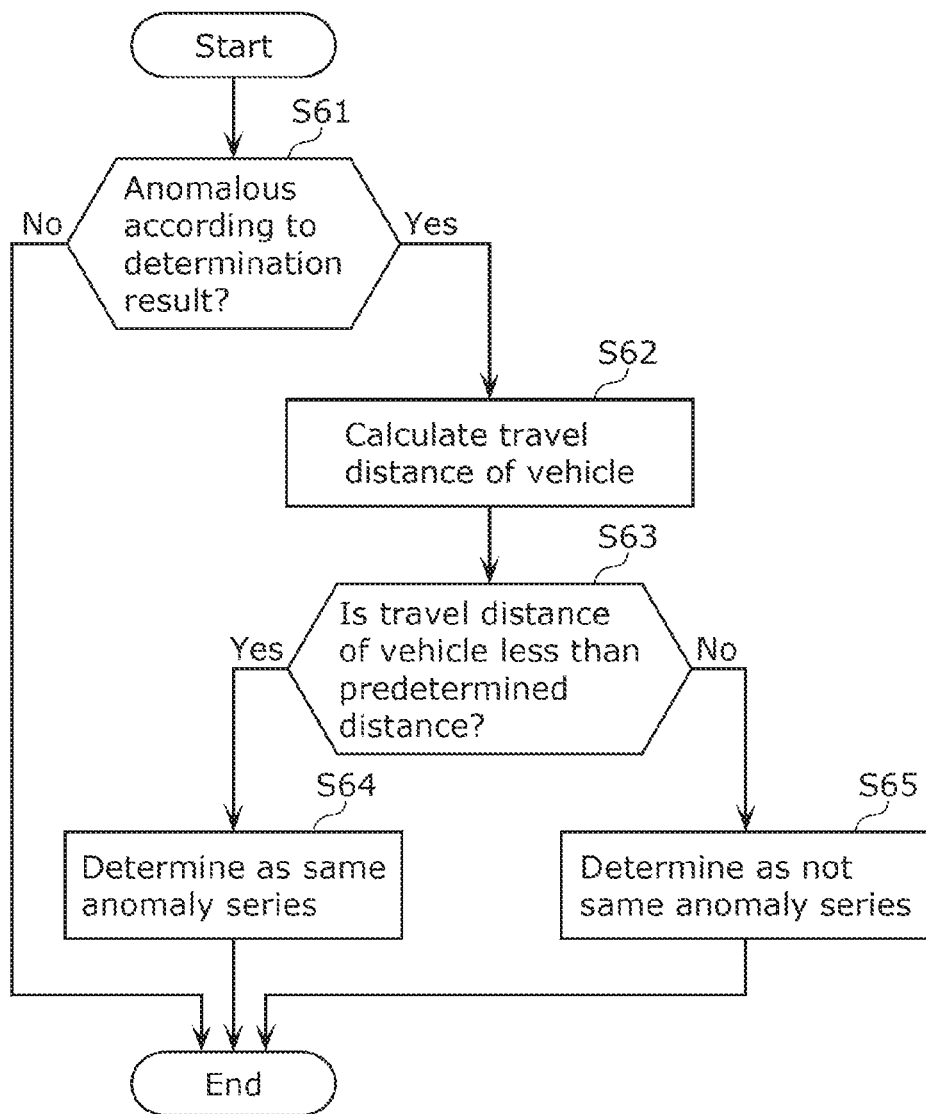 Start
S61
Anomalous
according to
determination
result?
No
Yes
S62
Calculate travel
distance of vehicle
S63
Is travel distance
of vehicle less than
predetermined
distance?
Yes
No
S64
Determine as same
anomaly series
S65
Determine as not
same anomaly series
End